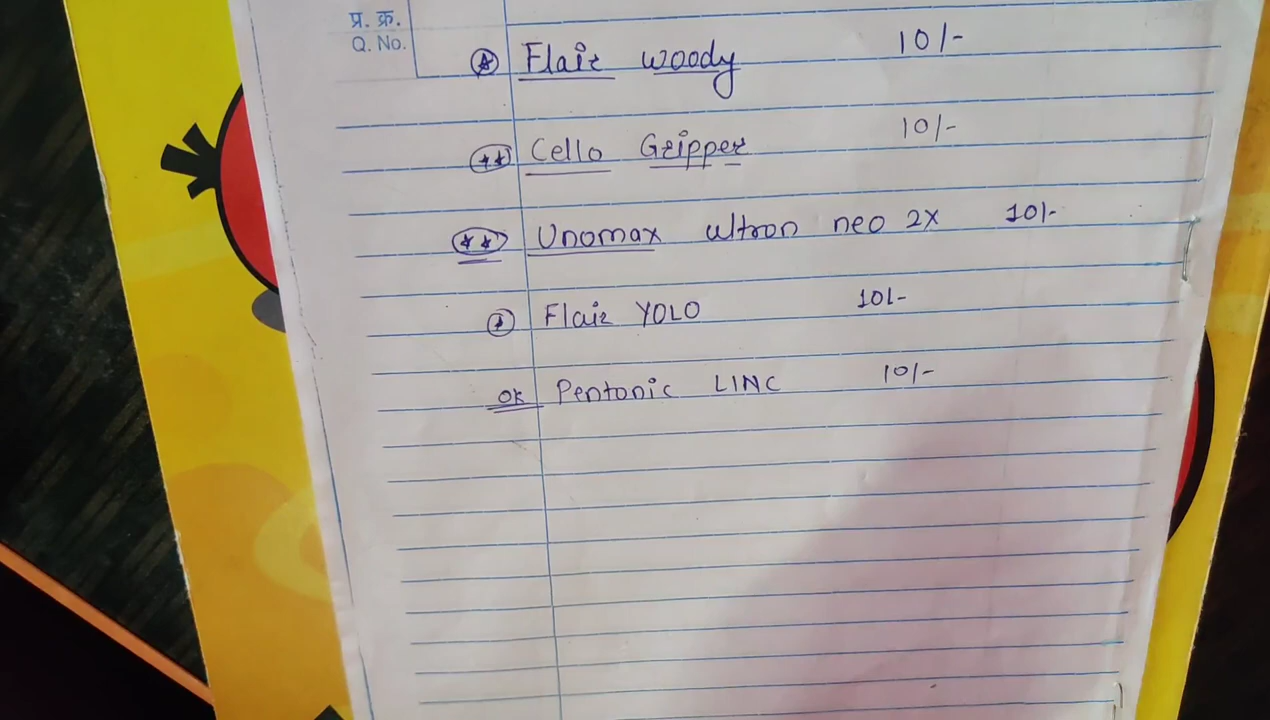 प्र. क्र.
Q. No.
Flair woody 10/-
** Cello Gripper 10/-
** Unomax ultron neo 2X 10/-
Flair YOLO 10/-
OK Pentonic LINC 10/-